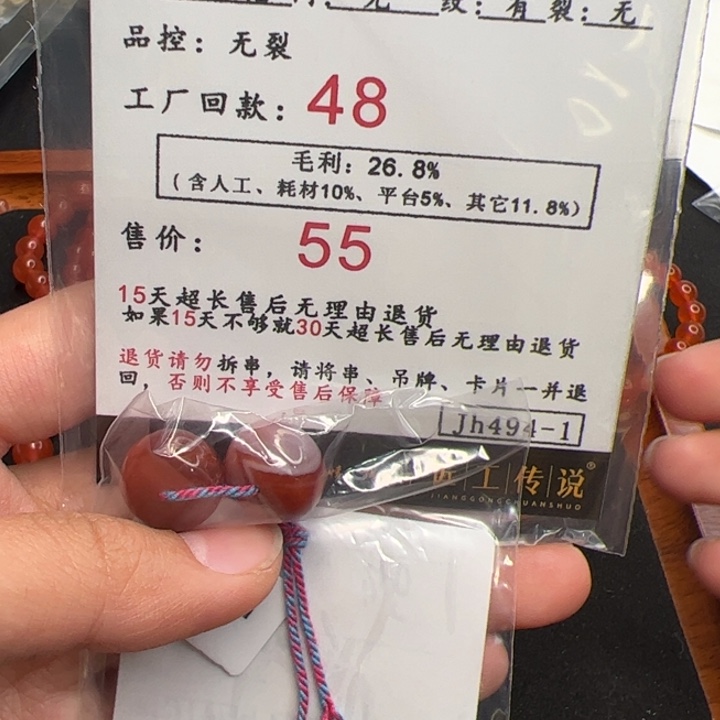 纹：有 裂：无
品控：无裂
工厂回款：48
毛利：26.8%
（含人工、耗材10%、平台5%、其它11.8%）
售价：55
15天超长售后无理由退货
如果15天不够就30天超长售后无理由退货
退货请勿拆串，请将串、吊牌、卡片一并退
回，否则不享受售后保障
Jh494-1
匠工传说®
JIANGGONGCHUANSHUO